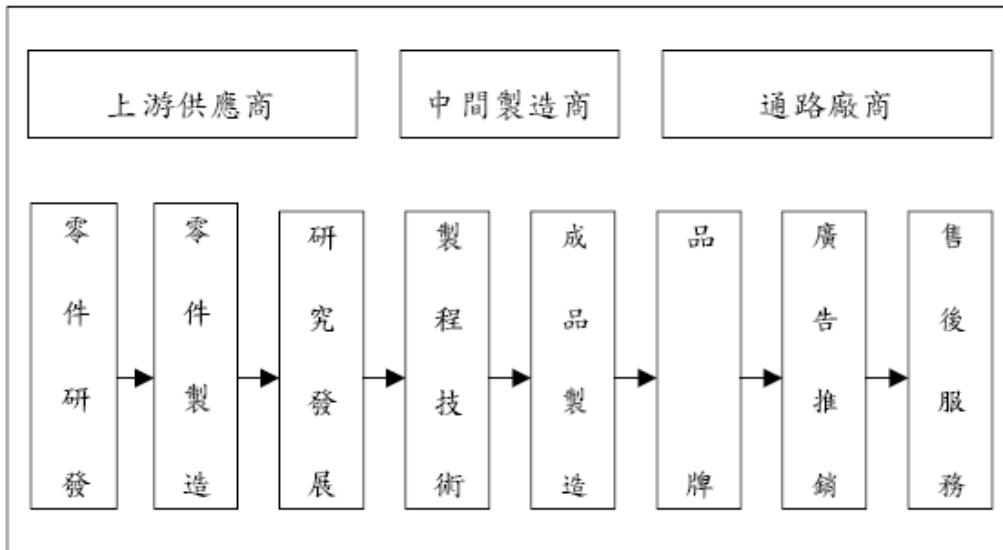 上游供應商
中間製造商
通路廠商
零件研發
零件製造
研究發展
製程技術
成品製造
品牌
廣告推銷
售後服務